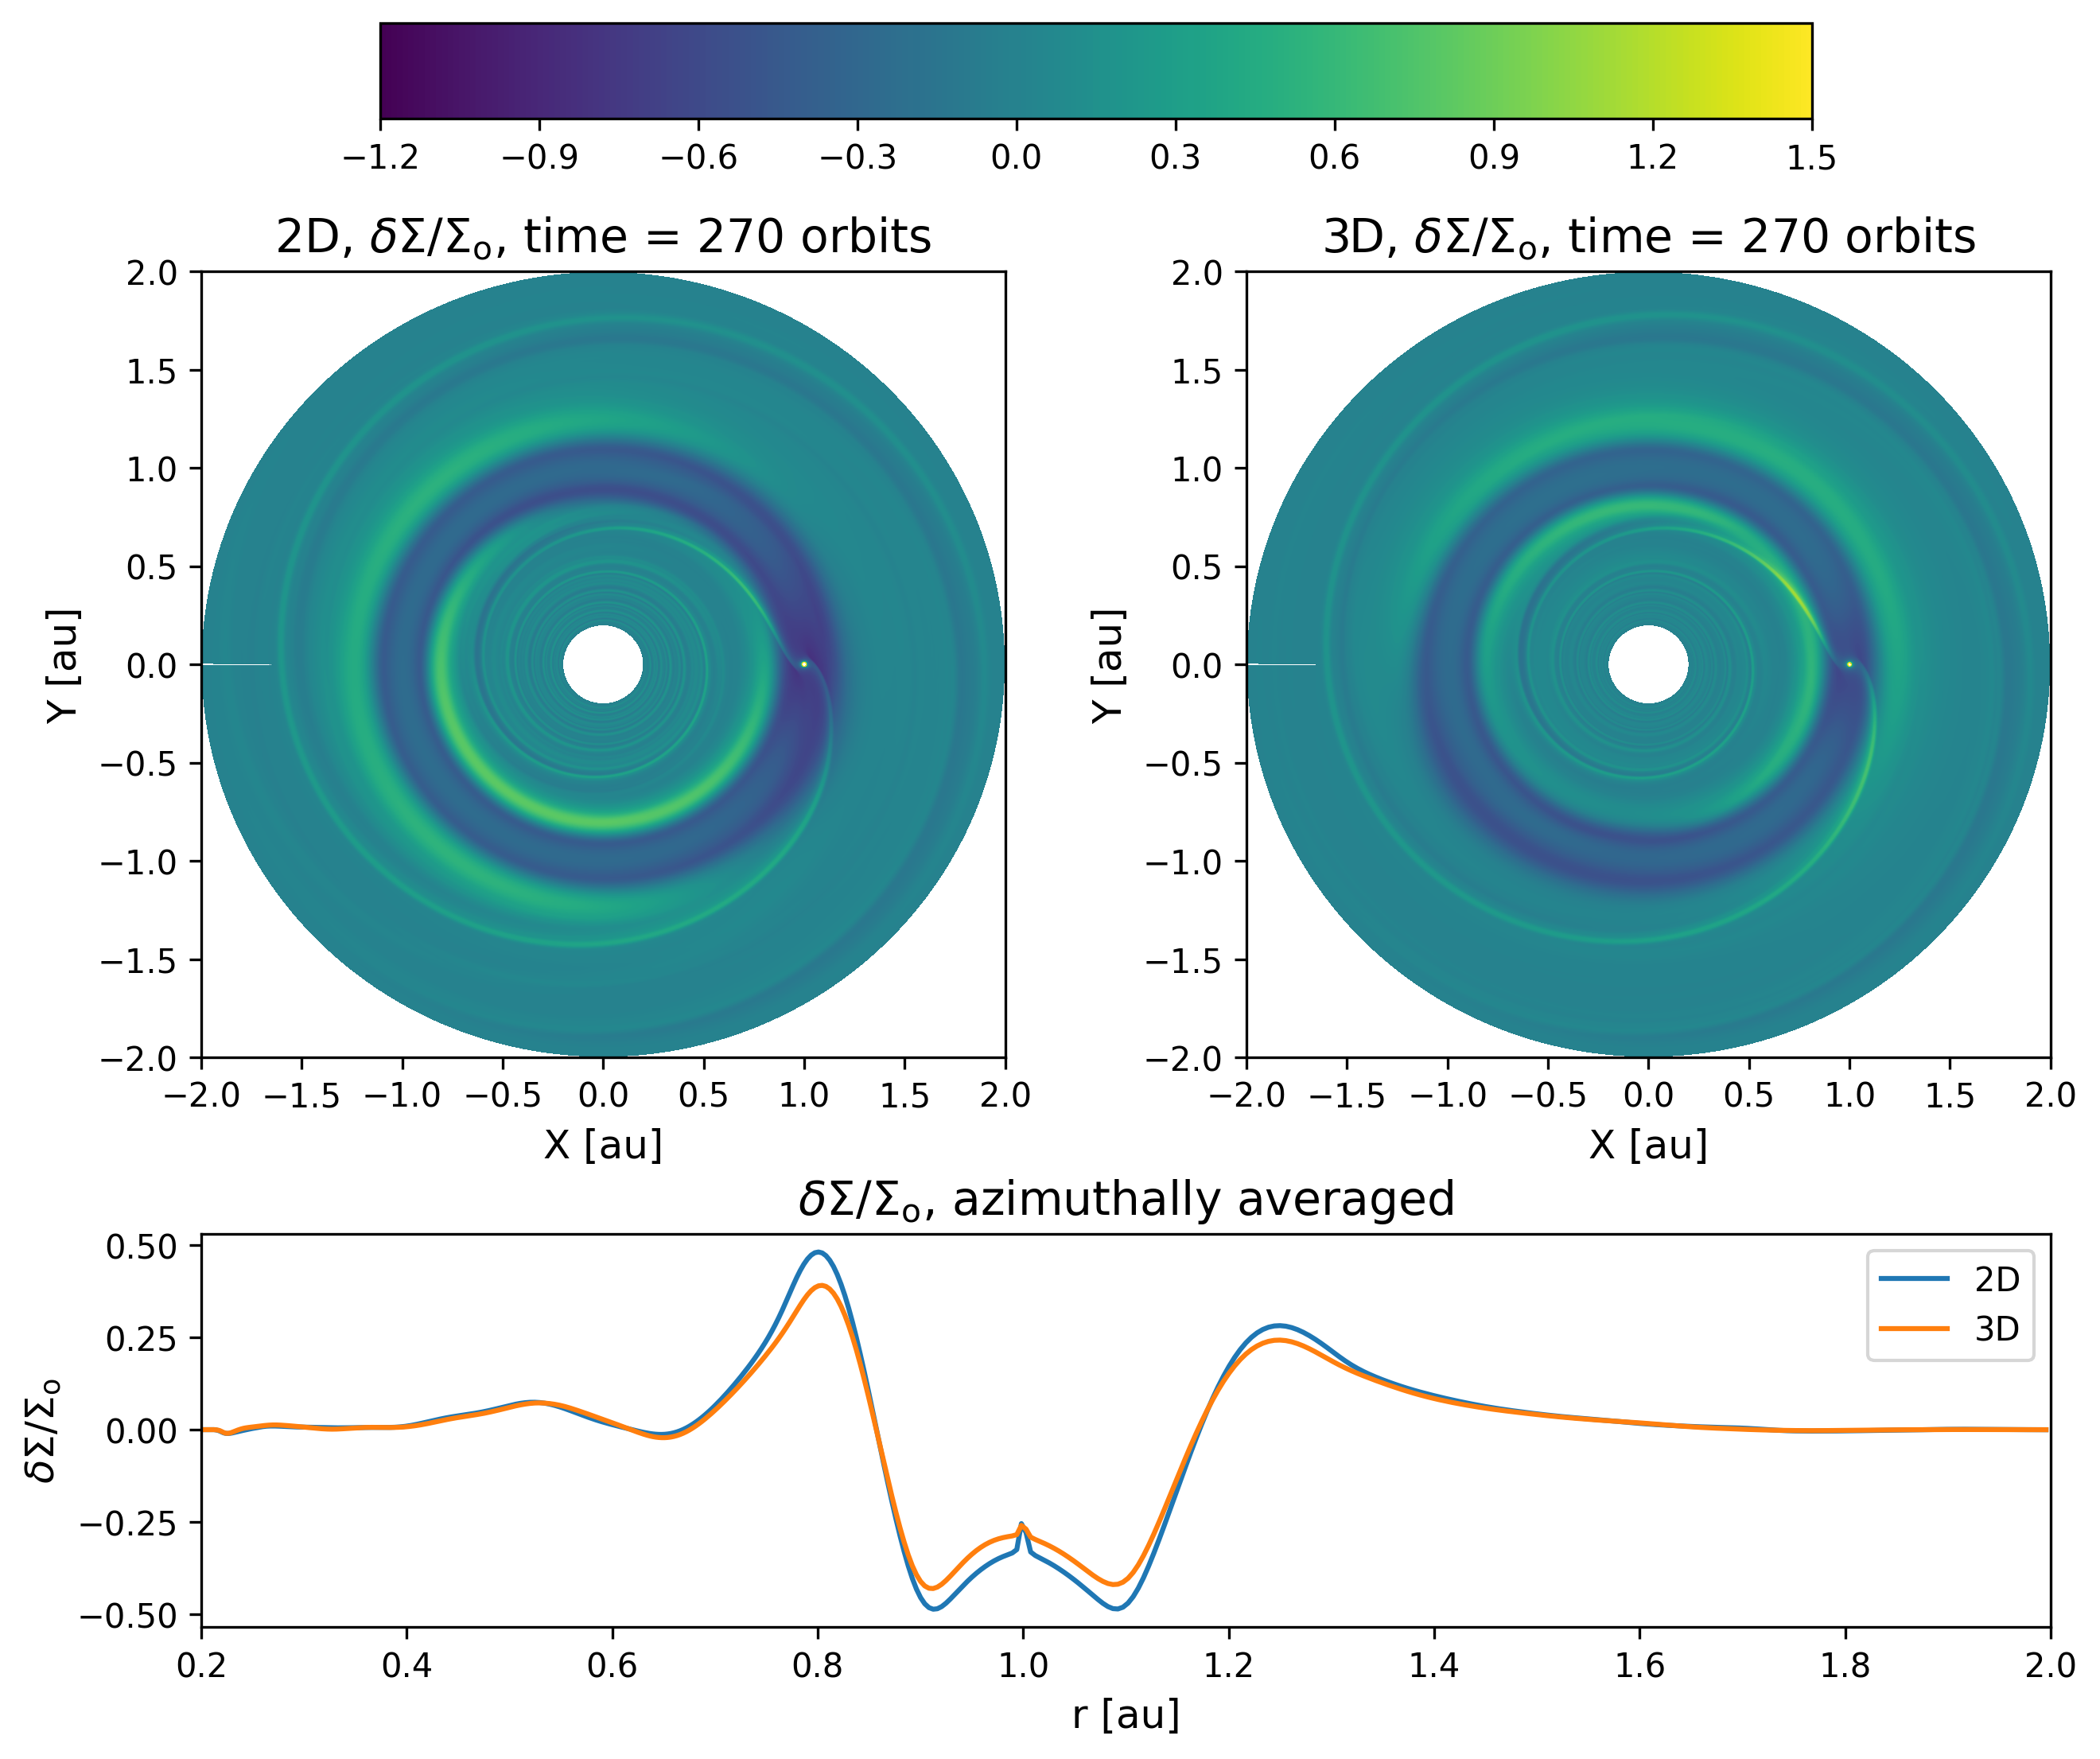 −1.2 −0.9 −0.6 −0.3 0.0 0.3 0.6 0.9 1.2 1.5
2D, δΣ/Σₒ, time = 270 orbits
2.0
1.5
1.0
0.5
0.0
−0.5
−1.0
−1.5
−2.0
Y [au]
−2.0 −1.5 −1.0 −0.5 0.0 0.5 1.0 1.5 2.0
X [au]
3D, δΣ/Σₒ, time = 270 orbits
2.0
1.5
1.0
0.5
0.0
−0.5
−1.0
−1.5
−2.0
Y [au]
−2.0 −1.5 −1.0 −0.5 0.0 0.5 1.0 1.5 2.0
X [au]
δΣ/Σₒ, azimuthally averaged
0.50
0.25
0.00
−0.25
−0.50
δΣ/Σₒ
2D
3D
0.2 0.4 0.6 0.8 1.0 1.2 1.4 1.6 1.8 2.0
r [au]